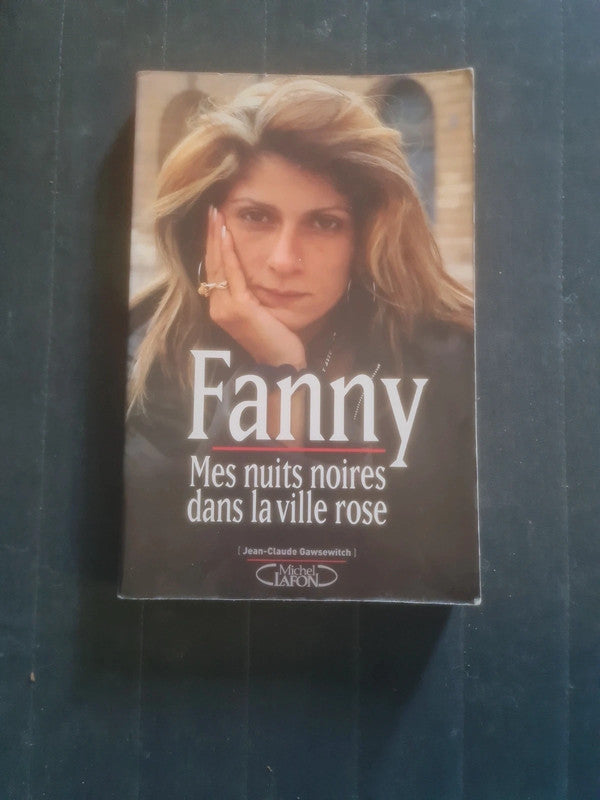 Fanny
Mes nuits noires
dans la ville rose
[ Jean-Claude Gawsewitch ]
Michel
LAFON